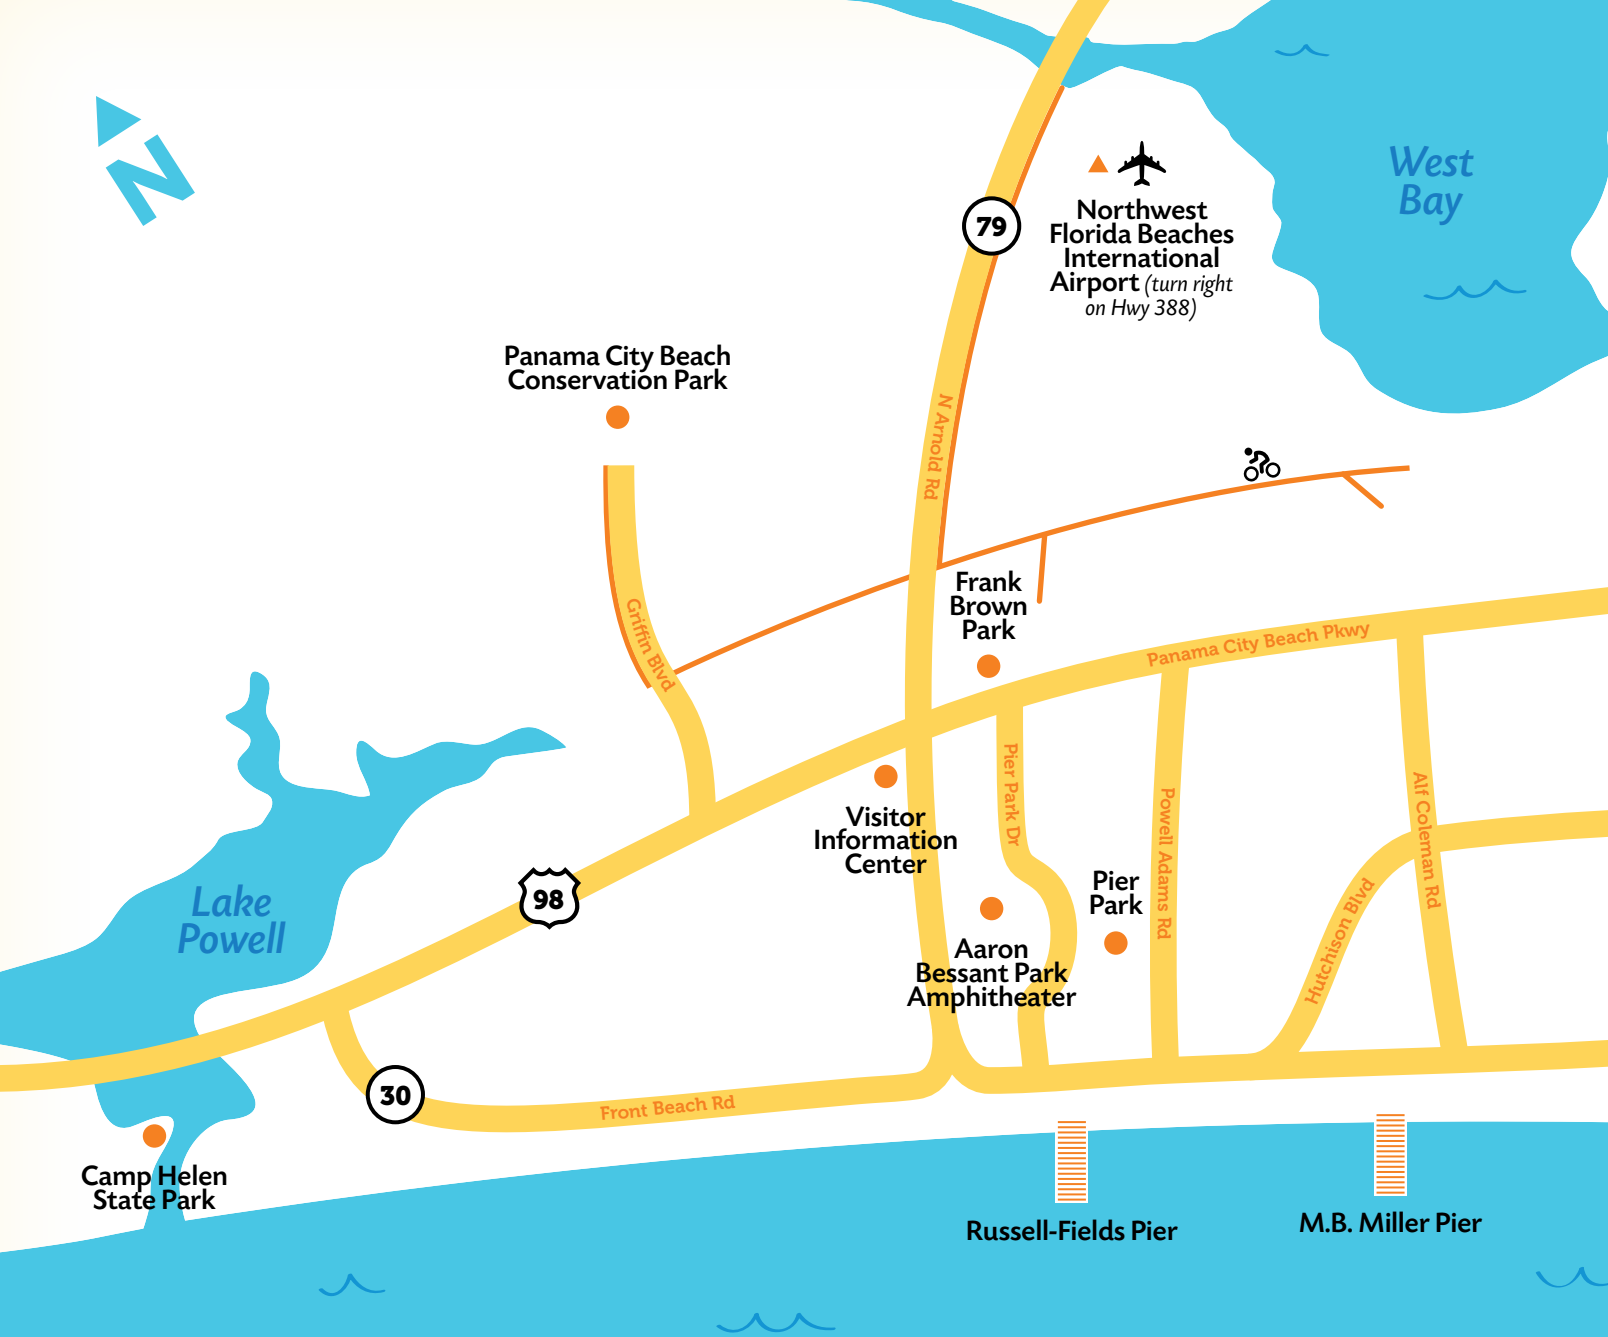 N
West
Bay
Northwest
Florida Beaches
International
Airport (turn right
on Hwy 388)
79
Panama City Beach
Conservation Park
N Arnold Rd
Griffin Blvd
Frank
Brown
Park
Panama City Beach Pkwy
Pier Park Dr
Powell Adams Rd
Alf Coleman Rd
Visitor
Information
Center
Pier
Park
Hutchison Blvd
98
Lake
Powell
Aaron
Bessant Park
Amphitheater
30
Front Beach Rd
Camp Helen
State Park
Russell-Fields Pier
M.B. Miller Pier